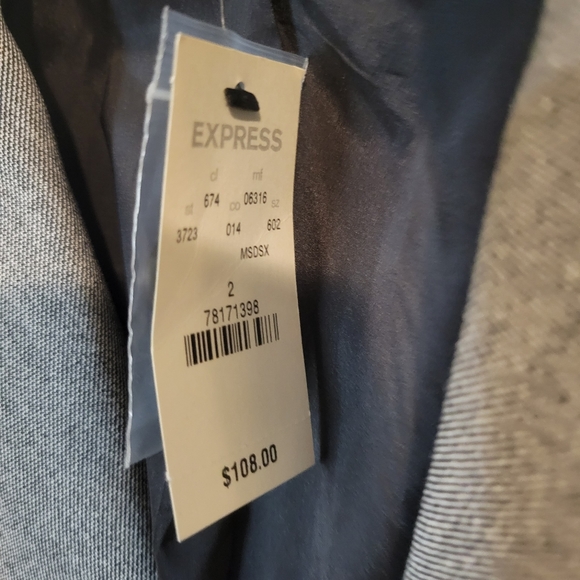 EXPRESS
cl mf
674 06316
st co sz
3723 014 602
MSDSX
2
78171398
$108.00